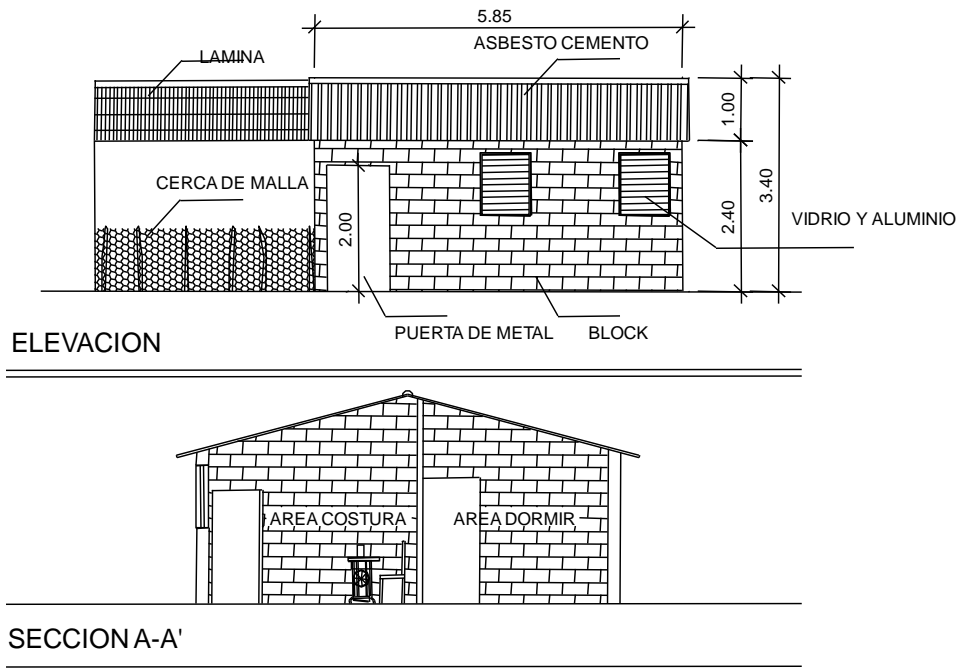 5.85
ASBESTO CEMENTO
LAMINA
1.00
3.40
CERCA DE MALLA
2.00
2.40
VIDRIO Y ALUMINIO
PUERTA DE METAL
BLOCK
ELEVACION
AREA COSTURA
AREA DORMIR
SECCION A-A'